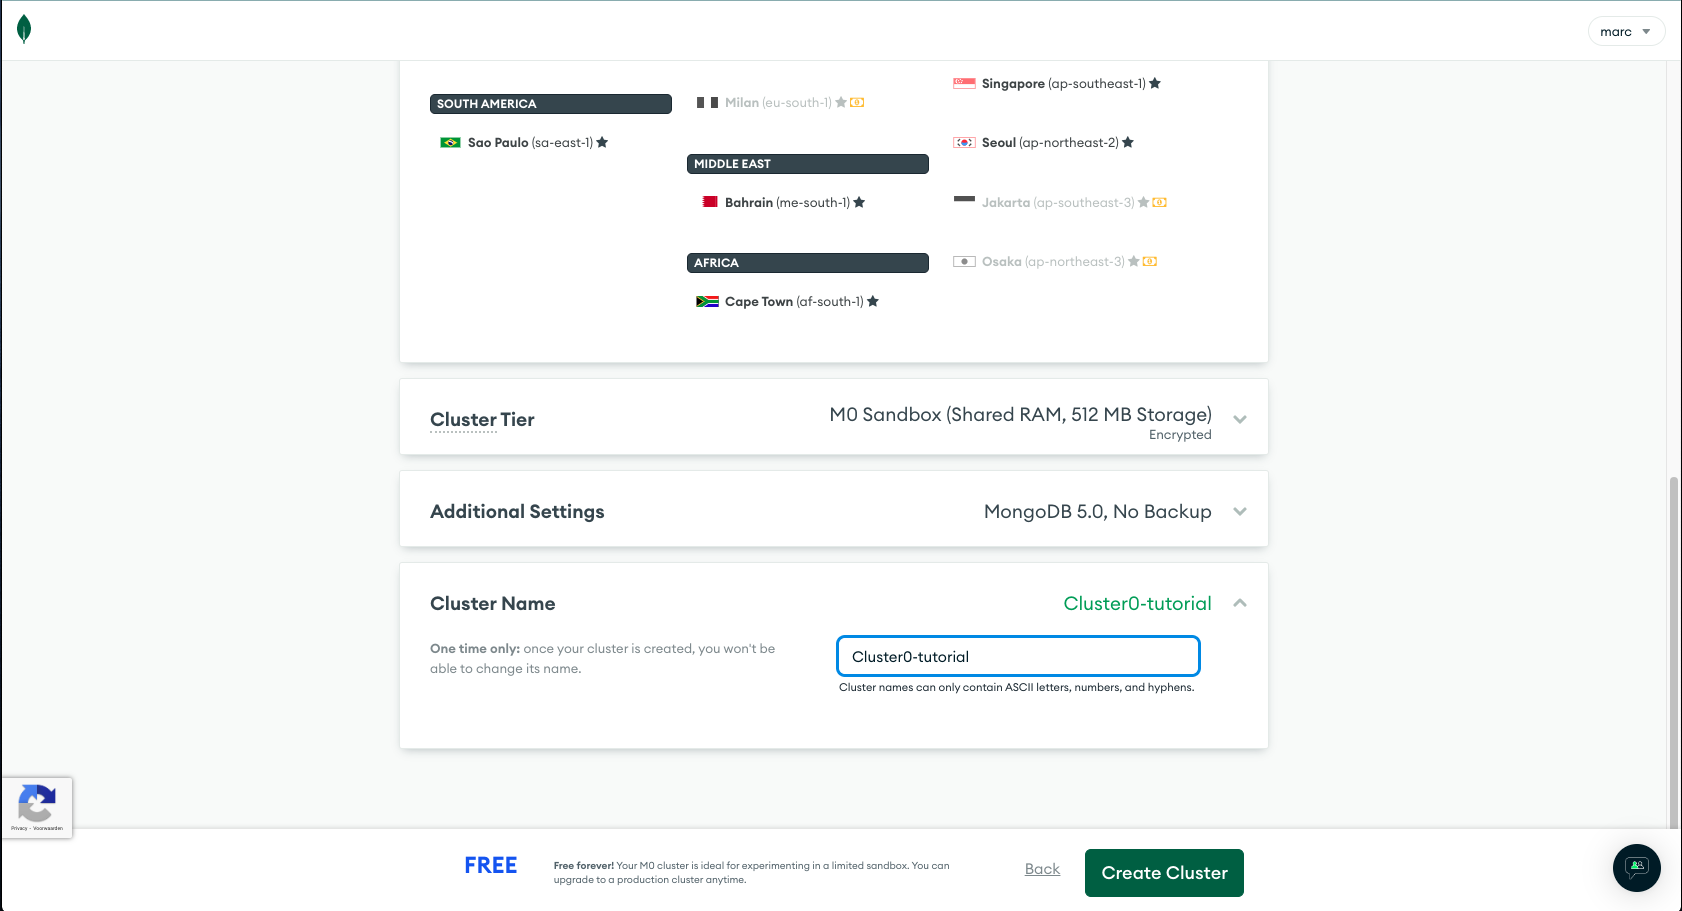 marc
SOUTH AMERICA
Sao Paulo (sa-east-1)
Milan (eu-south-1)
MIDDLE EAST
Bahrain (me-south-1)
AFRICA
Cape Town (af-south-1)
Singapore (ap-southeast-1)
Seoul (ap-northeast-2)
Jakarta (ap-southeast-3)
Osaka (ap-northeast-3)
Cluster Tier
M0 Sandbox (Shared RAM, 512 MB Storage)
Encrypted
Additional Settings
MongoDB 5.0, No Backup
Cluster Name
Cluster0-tutorial
One time only: once your cluster is created, you won't be
able to change its name.
Cluster0-tutorial
Cluster names can only contain ASCII letters, numbers, and hyphens.
Privacy - Voorwaarden
FREE
Free forever! Your M0 cluster is ideal for experimenting in a limited sandbox. You can
upgrade to a production cluster anytime.
Back
Create Cluster